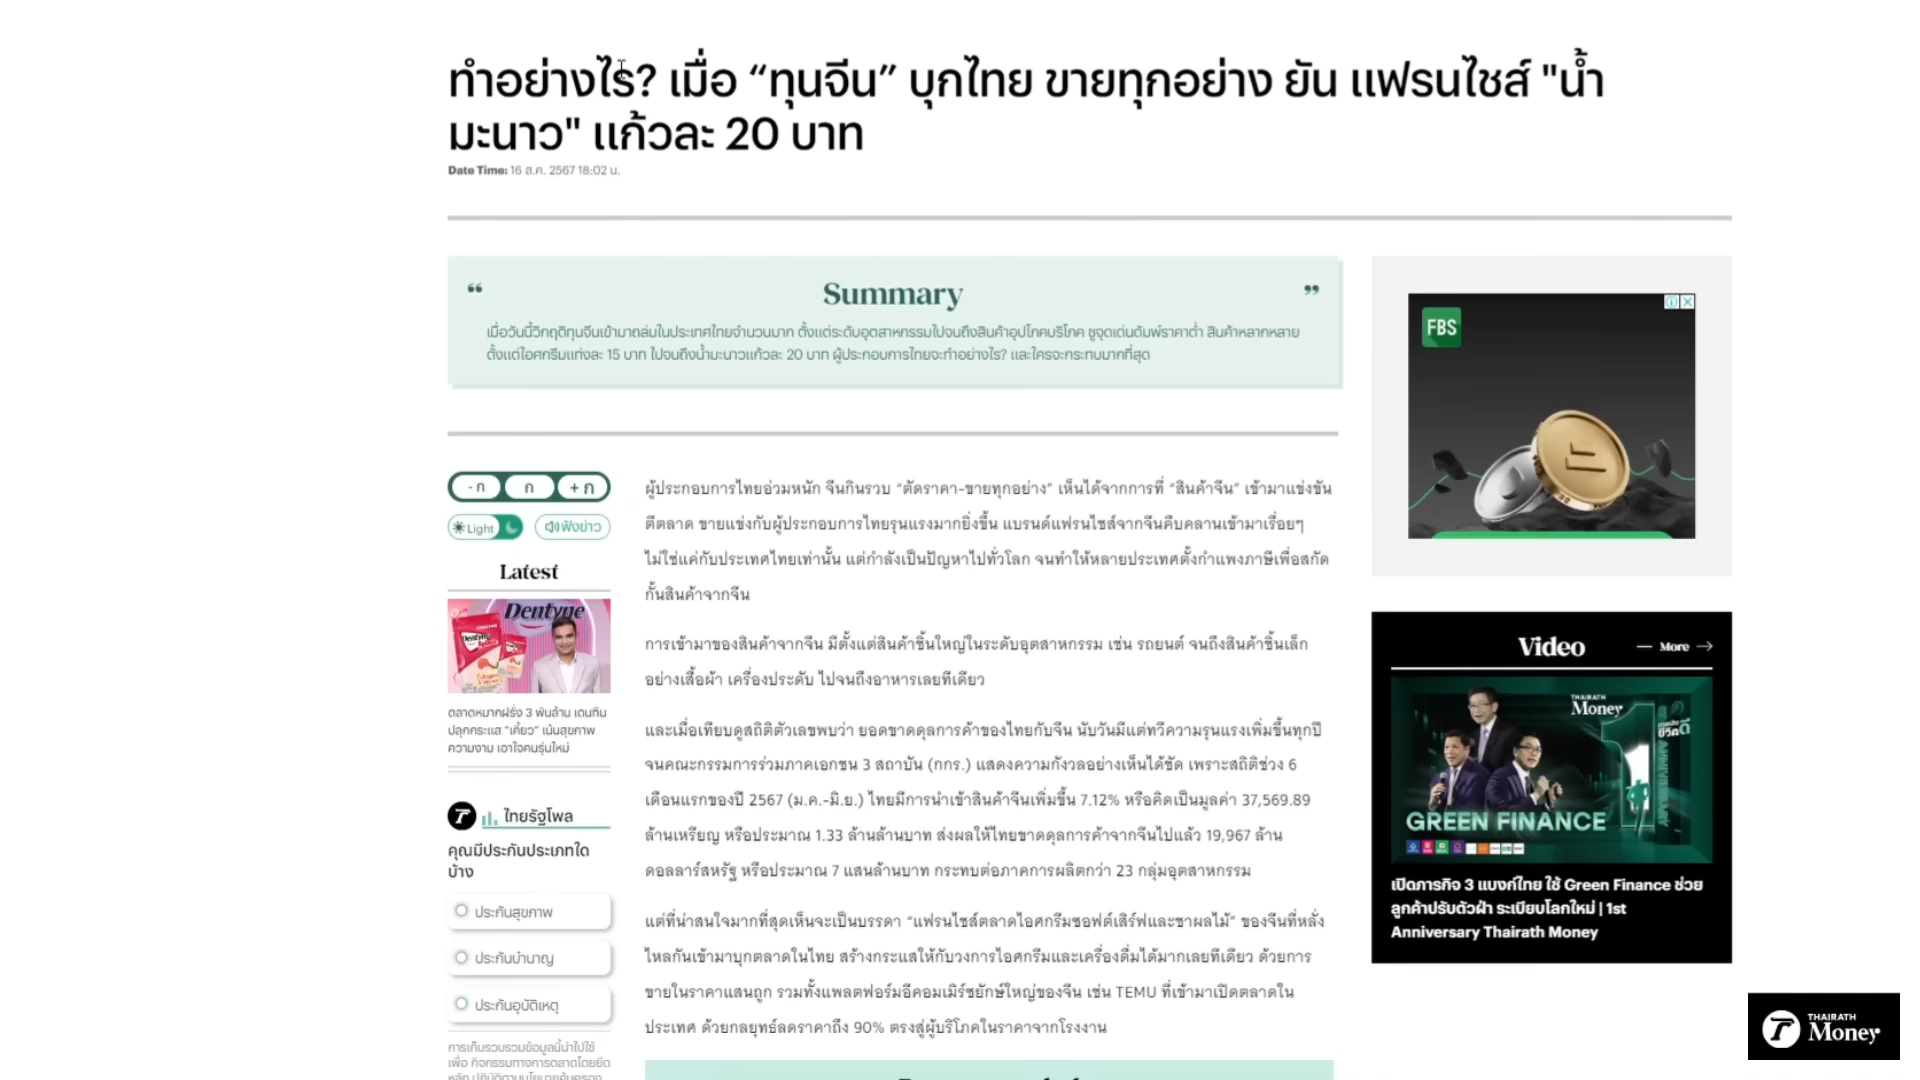 ทำอย่างไร? เมื่อ “ทุนจีน” บุกไทย ขายทุกอย่าง ยัน แฟรนไชส์ "น้ำ
มะนาว" แก้วละ 20 บาท
Date Time: 16 ส.ค. 2567 18:02 น.
“ Summary ”
เมื่อวันนี้วิกฤติทุนจีนเข้ามาถล่มในประเทศไทยจำนวนมาก ตั้งแต่ระดับอุตสาหกรรมไปจนถึงสินค้าอุปโภคบริโภค ชูจุดเด่นดัมพ์ราคาต่ำ สินค้าหลากหลาย
ตั้งแต่ไอศกรีมแท่งละ 15 บาท ไปจนถึงน้ำมะนาวแก้วละ 20 บาท ผู้ประกอบการไทยจะทำอย่างไร? และใครจะกระทบมากที่สุด
- ก ก + ก
Light ฟังข่าว
Latest
Dentyne
ตลาดหมากฝรั่ง 3 พันล้าน เดนทีน
ปลุกกระแส “เคี้ยว” เน้นสุขภาพ
ความงาม เอาใจคนรุ่นใหม่
ไทยรัฐโพล
คุณมีประกันประเภทใด
บ้าง
ประกันสุขภาพ
ประกันบำนาญ
ประกันอุบัติเหตุ
การเก็บรวบรวมข้อมูลนี้นำไปใช้
เพื่อ กิจกรรมทางการตลาดโดยยึด
หลัก ปฏิบัติตามนโยบายคุ้มครอง
ผู้ประกอบการไทยอ่วมหนัก จีนกินรวบ “ตัดราคา-ขายทุกอย่าง” เห็นได้จากการที่ “สินค้าจีน” เข้ามาแข่งขัน
ตีตลาด ขายแข่งกับผู้ประกอบการไทยรุนแรงมากยิ่งขึ้น แบรนด์แฟรนไชส์จากจีนคืบคลานเข้ามาเรื่อยๆ
ไม่ใช่แค่กับประเทศไทยเท่านั้น แต่กำลังเป็นปัญหาไปทั่วโลก จนทำให้หลายประเทศตั้งกำแพงภาษีเพื่อสกัด
กั้นสินค้าจากจีน
การเข้ามาของสินค้าจากจีน มีตั้งแต่สินค้าชิ้นใหญ่ในระดับอุตสาหกรรม เช่น รถยนต์ จนถึงสินค้าชิ้นเล็ก
อย่างเสื้อผ้า เครื่องประดับ ไปจนถึงอาหารเลยทีเดียว
และเมื่อเทียบดูสถิติตัวเลขพบว่า ยอดขาดดุลการค้าของไทยกับจีน นับวันมีแต่ทวีความรุนแรงเพิ่มขึ้นทุกปี
จนคณะกรรมการร่วมภาคเอกชน 3 สถาบัน (กกร.) แสดงความกังวลอย่างเห็นได้ชัด เพราะสถิติช่วง 6
เดือนแรกของปี 2567 (ม.ค.-มิ.ย.) ไทยมีการนำเข้าสินค้าจีนเพิ่มขึ้น 7.12% หรือคิดเป็นมูลค่า 37,569.89
ล้านเหรียญ หรือประมาณ 1.33 ล้านล้านบาท ส่งผลให้ไทยขาดดุลการค้าจากจีนไปแล้ว 19,967 ล้าน
ดอลลาร์สหรัฐ หรือประมาณ 7 แสนล้านบาท กระทบต่อภาคการผลิตกว่า 23 กลุ่มอุตสาหกรรม
แต่ที่น่าสนใจมากที่สุดเห็นจะเป็นบรรดา “แฟรนไชส์ตลาดไอศกรีมซอฟต์เสิร์ฟและชาผลไม้” ของจีนที่หลั่ง
ไหลกันเข้ามาบุกตลาดในไทย สร้างกระแสให้กับวงการไอศกรีมและเครื่องดื่มได้มากเลยทีเดียว ด้วยการ
ขายในราคาแสนถูก รวมทั้งแพลตฟอร์มอีคอมเมิร์ซยักษ์ใหญ่ของจีน เช่น TEMU ที่เข้ามาเปิดตลาดใน
ประเทศ ด้วยกลยุทธ์ลดราคาถึง 90% ตรงสู่ผู้บริโภคในราคาจากโรงงาน
FBS
Video
More
THAIRATH
Money
GREEN FINANCE
เปิดภารกิจ 3 แบงก์ไทย ใช้ Green Finance ช่วย
ลูกค้าปรับตัวฝ่า ระเบียบโลกใหม่ | 1st
Anniversary Thairath Money
THAIRATH
Money